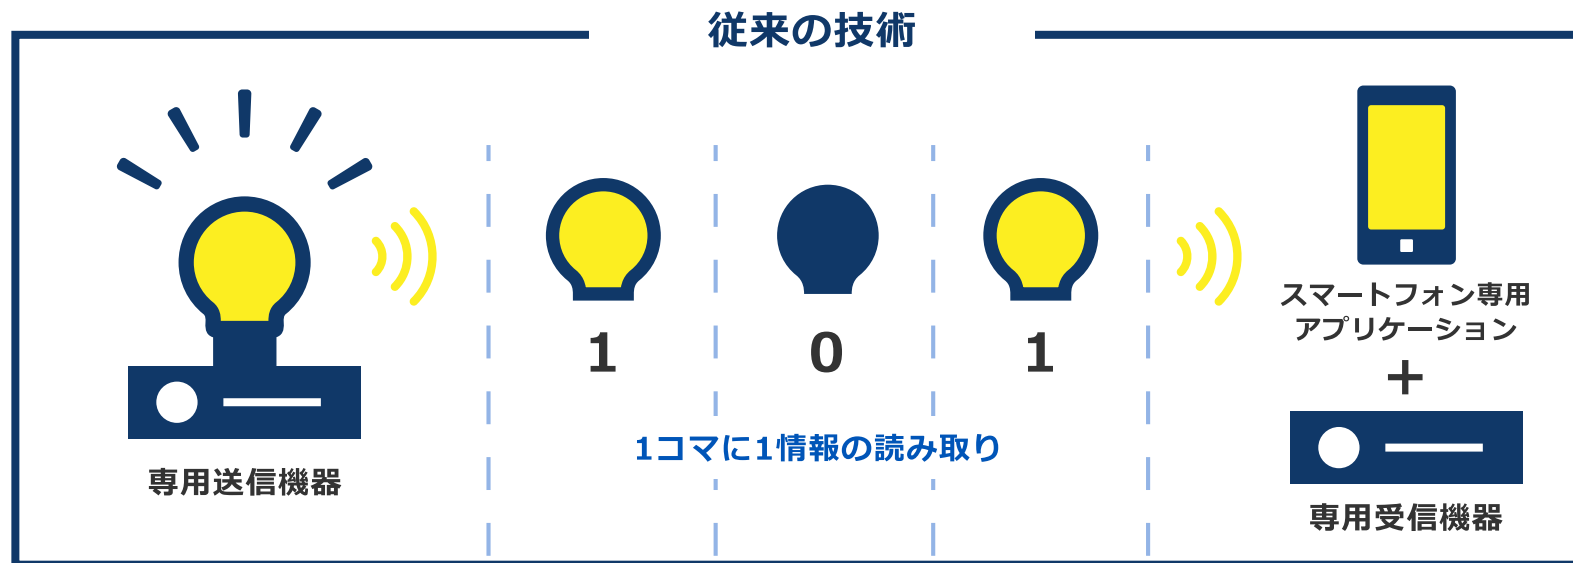 従来の技術
1
0
1
1コマに1情報の読み取り
専用送信機器
スマートフォン専用
アプリケーション
+
専用受信機器